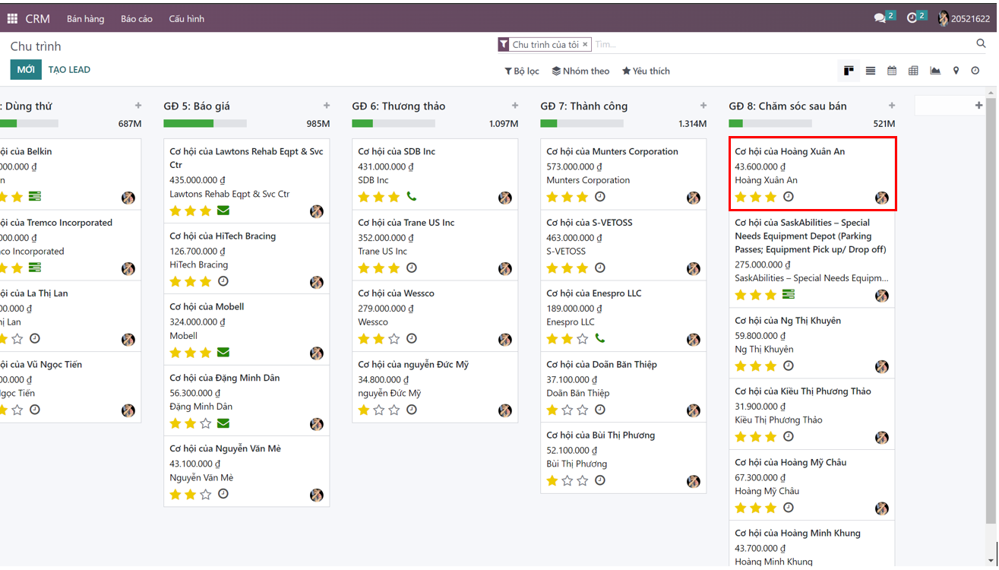 CRM Bán hàng Báo cáo Cấu hình 2 2 20521622
Chu trình
Chu trình của tôi × Tìm...
MỚI TẠO LEAD
Bộ lọc Nhóm theo Yêu thích
: Dùng thử
687M
ội của Belkin
000.000 ₫
n
ội của Tremco Incorporated
000.000 ₫
co Incorporated
ội của La Thị Lan
00.000 ₫
hị Lan
ội của Vũ Ngọc Tiến
00.000 ₫
Ngọc Tiến
GĐ 5: Báo giá
985M
Cơ hội của Lawtons Rehab Eqpt & Svc
Ctr
435.000.000 ₫
Lawtons Rehab Eqpt & Svc Ctr
Cơ hội của HiTech Bracing
126.700.000 ₫
HiTech Bracing
Cơ hội của Mobell
324.000.000 ₫
Mobell
Cơ hội của Đặng Minh Dân
56.300.000 ₫
Đặng Minh Dân
Cơ hội của Nguyễn Văn Mè
43.100.000 ₫
Nguyễn Văn Mè
GĐ 6: Thương thảo
1.097M
Cơ hội của SDB Inc
431.000.000 ₫
SDB Inc
Cơ hội của Trane US Inc
352.000.000 ₫
Trane US Inc
Cơ hội của Wessco
279.000.000 ₫
Wessco
Cơ hội của nguyễn Đức Mỹ
34.800.000 ₫
nguyễn Đức Mỹ
GĐ 7: Thành công
1.314M
Cơ hội của Munters Corporation
573.000.000 ₫
Munters Corporation
Cơ hội của S-VETOSS
463.000.000 ₫
S-VETOSS
Cơ hội của Enespro LLC
189.000.000 ₫
Enespro LLC
Cơ hội của Doãn Băn Thiệp
37.100.000 ₫
Doãn Băn Thiệp
Cơ hội của Bùi Thị Phương
52.100.000 ₫
Bùi Thị Phương
GĐ 8: Chăm sóc sau bán
521M
Cơ hội của Hoàng Xuân An
43.600.000 ₫
Hoàng Xuân An
Cơ hội của SaskAbilities – Special
Needs Equipment Depot (Parking
Passes; Equipment Pick up/ Drop off)
275.000.000 ₫
SaskAbilities – Special Needs Equipm...
Cơ hội của Ng Thị Khuyên
59.800.000 ₫
Ng Thị Khuyên
Cơ hội của Kiều Thị Phương Thảo
31.900.000 ₫
Kiều Thị Phương Thảo
Cơ hội của Hoàng Mỹ Châu
67.300.000 ₫
Hoàng Mỹ Châu
Cơ hội của Hoàng Minh Khung
43.700.000 ₫
Hoàng Minh Khung